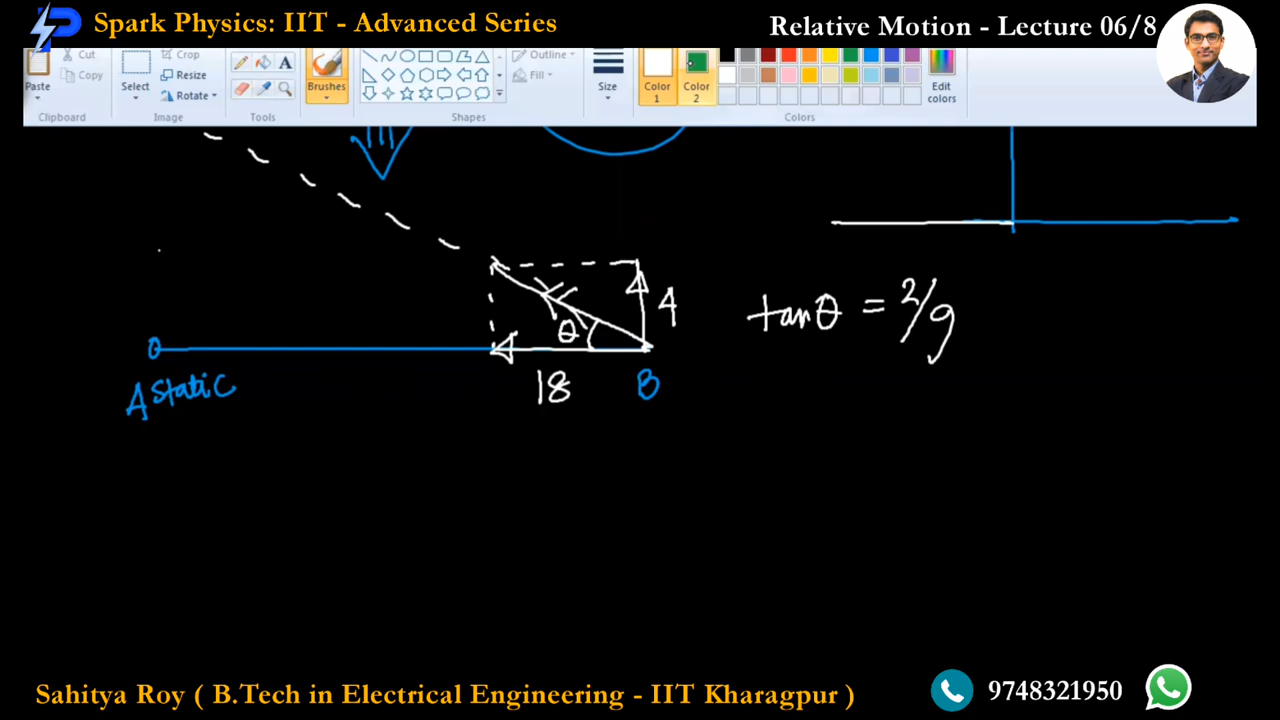 Spark Physics: IIT - Advanced Series
Relative Motion - Lecture 06/8
Cut
Copy
Paste
Clipboard
Select
Crop
Resize
Rotate
Image
A
Tools
Brushes
Shapes
Outline
Fill
Size
Color 1
Color 2
Edit colors
Colors
4
θ
tanθ = 2/9
18
B
A static
Sahitya Roy ( B.Tech in Electrical Engineering - IIT Kharagpur )
9748321950